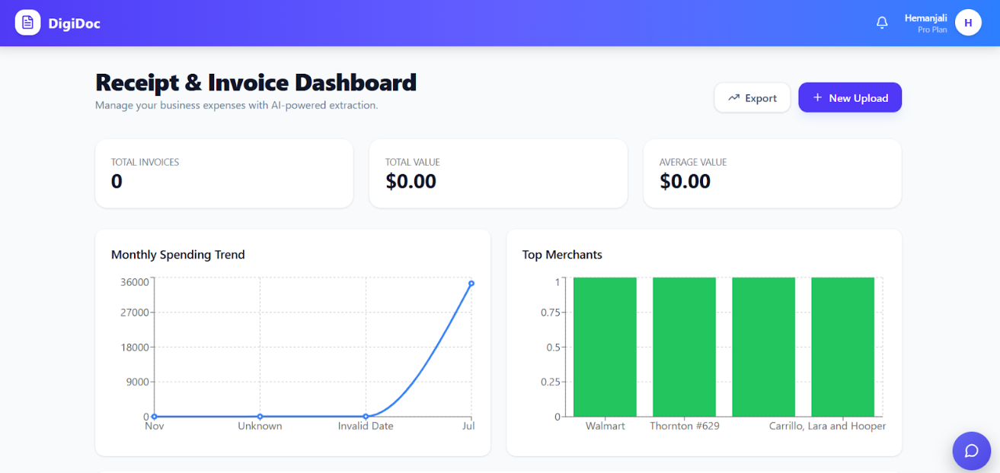 DigiDoc
Hemanjali
Pro Plan
H
Receipt & Invoice Dashboard
Manage your business expenses with AI-powered extraction.
Export
+ New Upload
TOTAL INVOICES
0
TOTAL VALUE
$0.00
AVERAGE VALUE
$0.00
Monthly Spending Trend
36000
27000
18000
9000
0
Nov Unknown Invalid Date Jul
Top Merchants
1
0.75
0.5
0.25
0
Walmart Thornton #629 Carrillo, Lara and Hooper